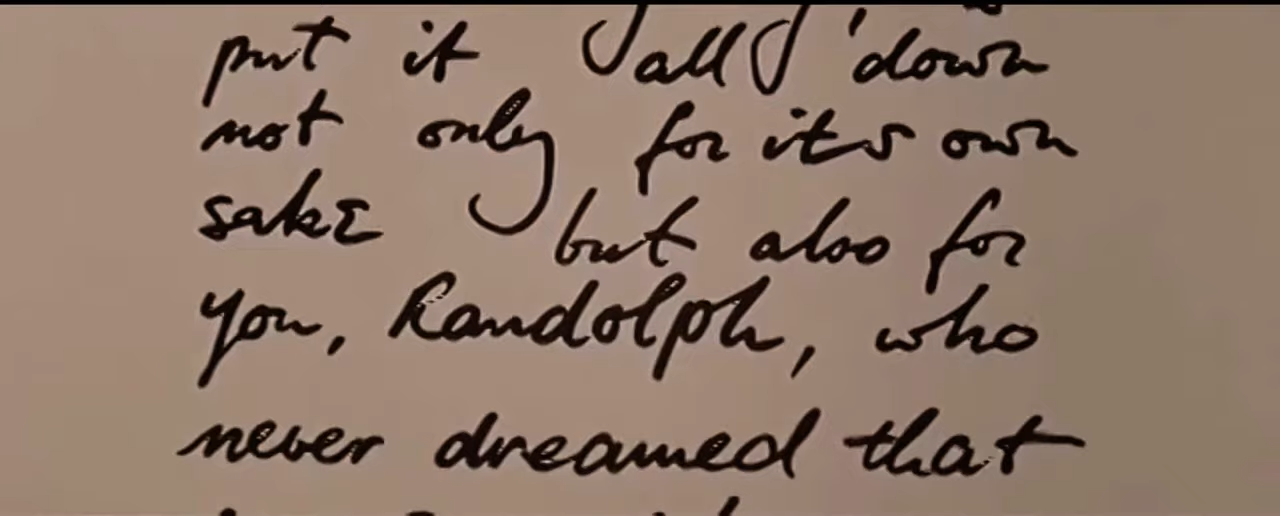 put it all down
not only for its own
sake but also for
you, Randolph, who
never dreamed that